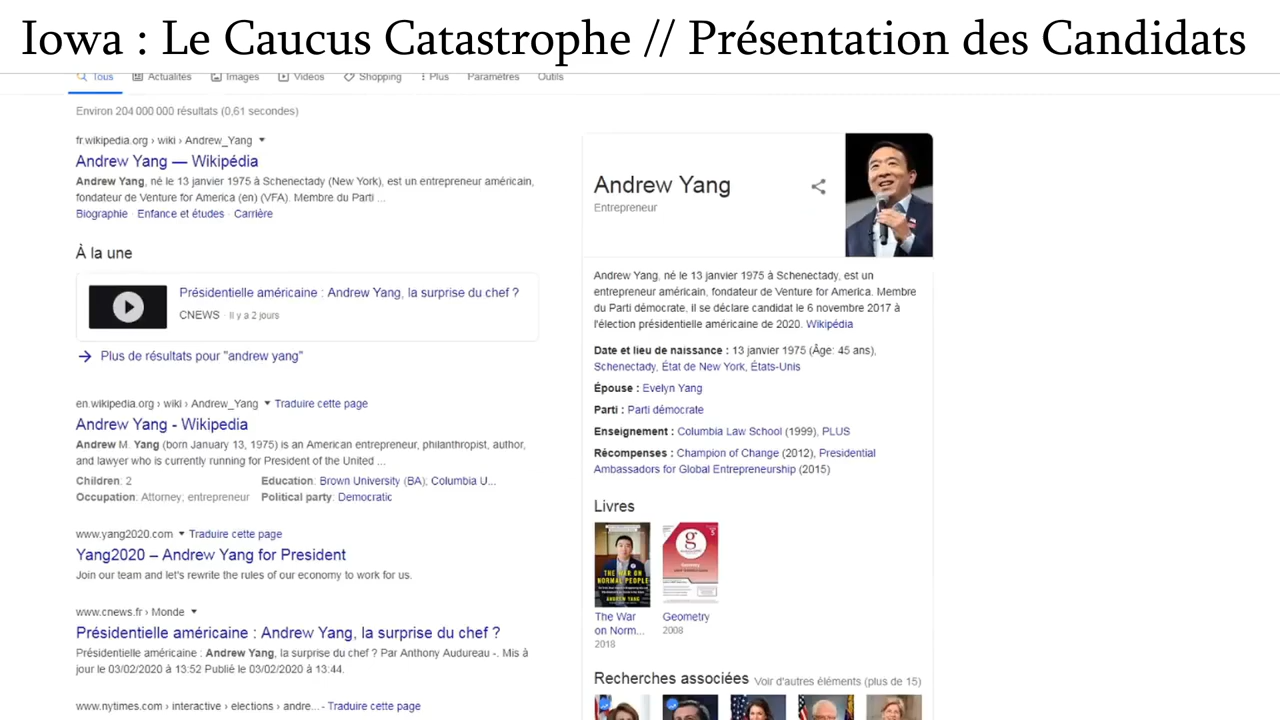 Iowa : Le Caucus Catastrophe // Présentation des Candidats
Tous Actualités Images Vidéos Shopping Plus Paramètres Outils
Environ 204 000 000 résultats (0,61 secondes)
fr.wikipedia.org › wiki › Andrew_Yang
Andrew Yang — Wikipédia
Andrew Yang, né le 13 janvier 1975 à Schenectady (New York), est un entrepreneur américain,
fondateur de Venture for America (en) (VFA). Membre du Parti ...
Biographie · Enfance et études · Carrière
À la une
Présidentielle américaine : Andrew Yang, la surprise du chef ?
CNEWS · Il y a 2 jours
Plus de résultats pour "andrew yang"
en.wikipedia.org › wiki › Andrew_Yang Traduire cette page
Andrew Yang - Wikipedia
Andrew M. Yang (born January 13, 1975) is an American entrepreneur, philanthropist, author,
and lawyer who is currently running for President of the United ...
Children: 2 Education: Brown University (BA), Columbia U...
Occupation: Attorney; entrepreneur Political party: Democratic
www.yang2020.com Traduire cette page
Yang2020 – Andrew Yang for President
Join our team and let's rewrite the rules of our economy to work for us.
www.cnews.fr › Monde
Présidentielle américaine : Andrew Yang, la surprise du chef ?
Présidentielle américaine : Andrew Yang, la surprise du chef ? Par Anthony Audureau -. Mis à
jour le 03/02/2020 à 13:52 Publié le 03/02/2020 à 13:44.
www.nytimes.com › interactive › elections › andre... - Traduire cette page
Andrew Yang
Entrepreneur
Andrew Yang, né le 13 janvier 1975 à Schenectady, est un
entrepreneur américain, fondateur de Venture for America. Membre
du Parti démocrate, il se déclare candidat le 6 novembre 2017 à
l'élection présidentielle américaine de 2020. Wikipédia
Date et lieu de naissance : 13 janvier 1975 (Âge: 45 ans),
Schenectady, État de New York, États-Unis
Épouse : Evelyn Yang
Parti : Parti démocrate
Enseignement : Columbia Law School (1999), PLUS
Récompenses : Champion of Change (2012), Presidential
Ambassadors for Global Entrepreneurship (2015)
Livres
THE WAR ON
NORMAL PEOPLE
ANDREW YANG
g
The War
on Norm...
2018
Geometry
2008
Recherches associées Voir d'autres éléments (plus de 15)